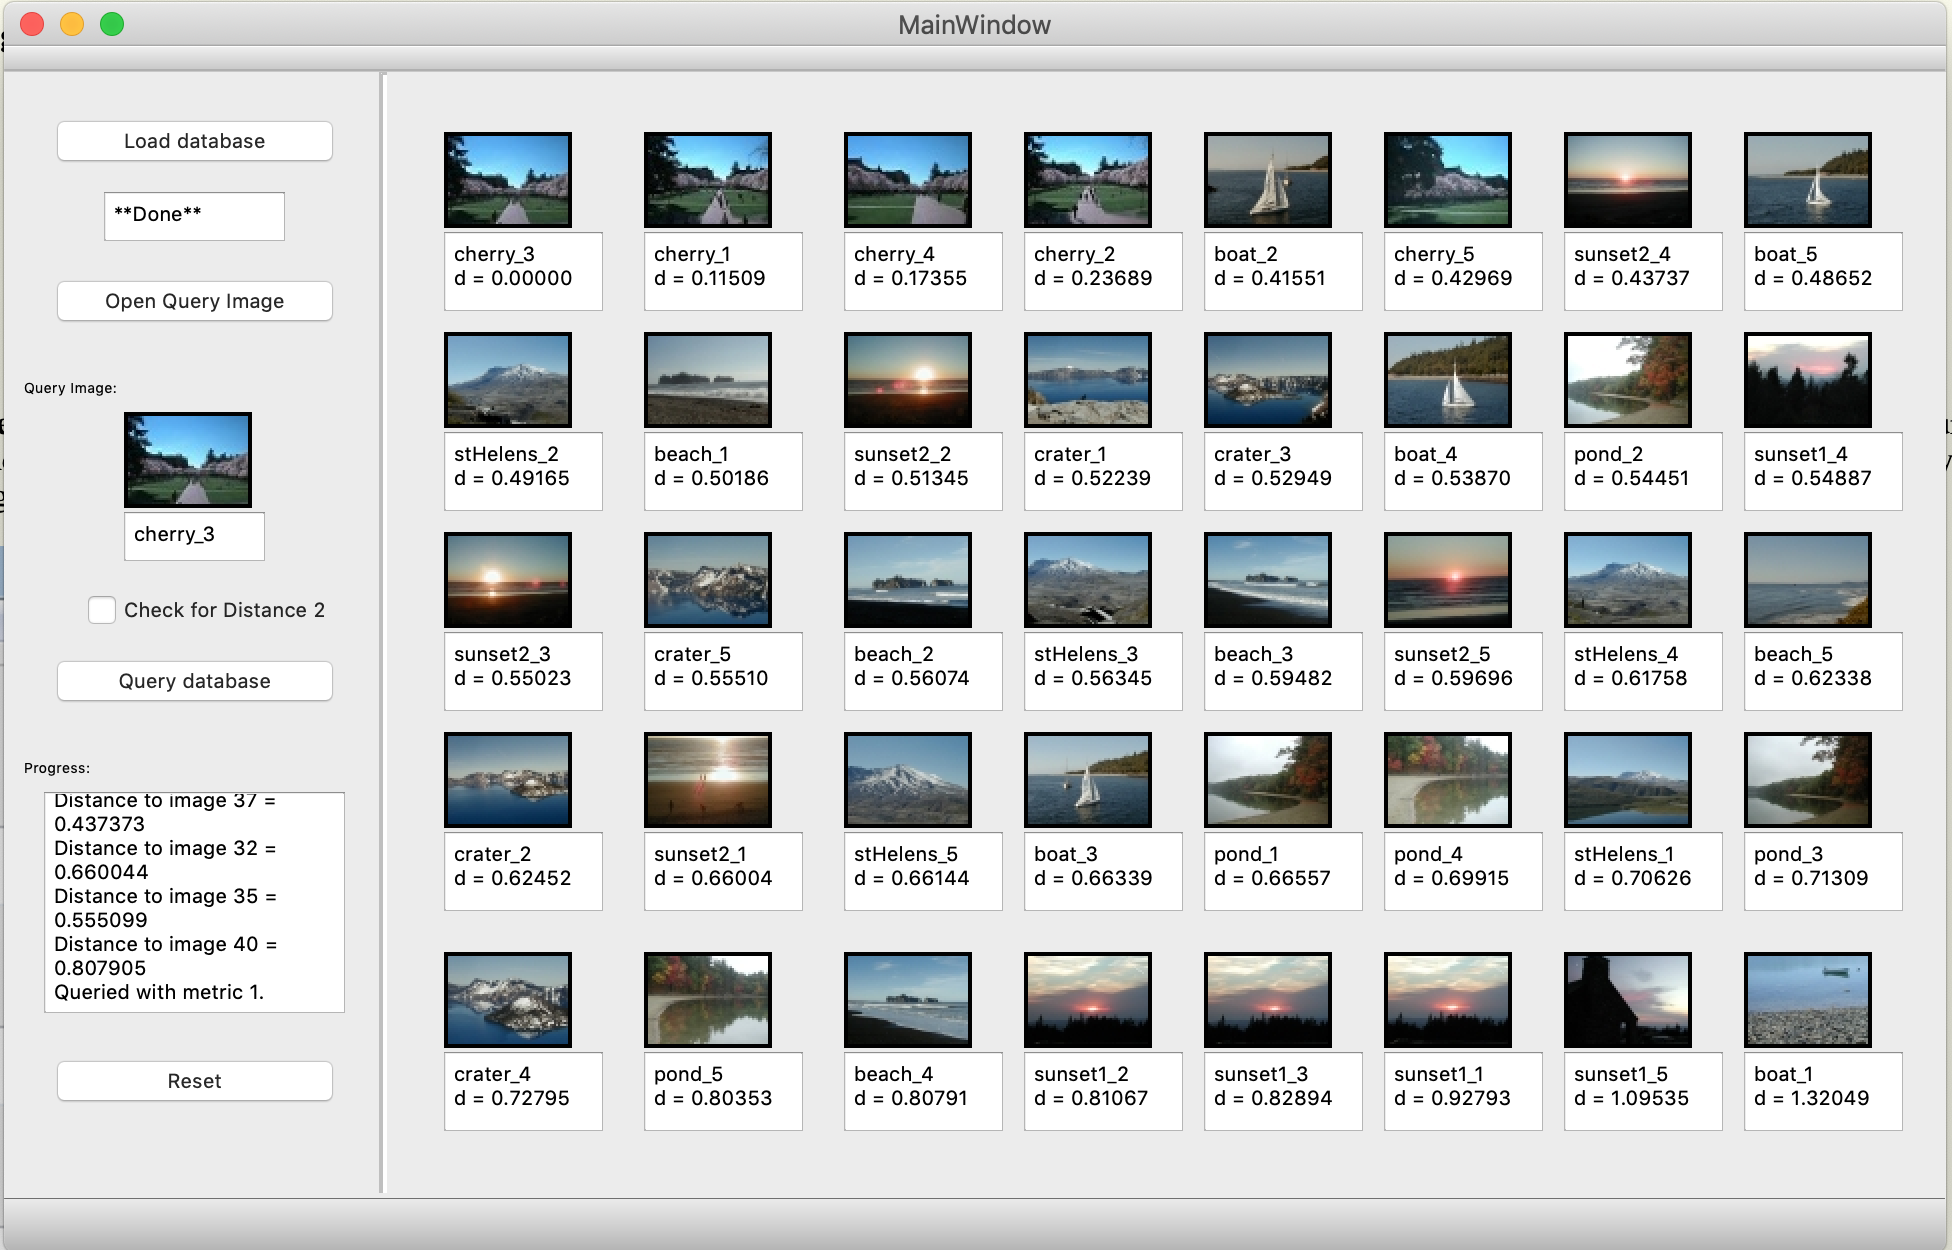 MainWindow
Load database
**Done**
Open Query Image
Query Image:
cherry_3
Check for Distance 2
Query database
Progress:
Distance to image 37 =
0.437373
Distance to image 32 =
0.660044
Distance to image 35 =
0.555099
Distance to image 40 =
0.807905
Queried with metric 1.
Reset
cherry_3
d = 0.00000
cherry_1
d = 0.11509
cherry_4
d = 0.17355
cherry_2
d = 0.23689
boat_2
d = 0.41551
cherry_5
d = 0.42969
sunset2_4
d = 0.43737
boat_5
d = 0.48652
stHelens_2
d = 0.49165
beach_1
d = 0.50186
sunset2_2
d = 0.51345
crater_1
d = 0.52239
crater_3
d = 0.52949
boat_4
d = 0.53870
pond_2
d = 0.54451
sunset1_4
d = 0.54887
sunset2_3
d = 0.55023
crater_5
d = 0.55510
beach_2
d = 0.56074
stHelens_3
d = 0.56345
beach_3
d = 0.59482
sunset2_5
d = 0.59696
stHelens_4
d = 0.61758
beach_5
d = 0.62338
crater_2
d = 0.62452
sunset2_1
d = 0.66004
stHelens_5
d = 0.66144
boat_3
d = 0.66339
pond_1
d = 0.66557
pond_4
d = 0.69915
stHelens_1
d = 0.70626
pond_3
d = 0.71309
crater_4
d = 0.72795
pond_5
d = 0.80353
beach_4
d = 0.80791
sunset1_2
d = 0.81067
sunset1_3
d = 0.82894
sunset1_1
d = 0.92793
sunset1_5
d = 1.09535
boat_1
d = 1.32049